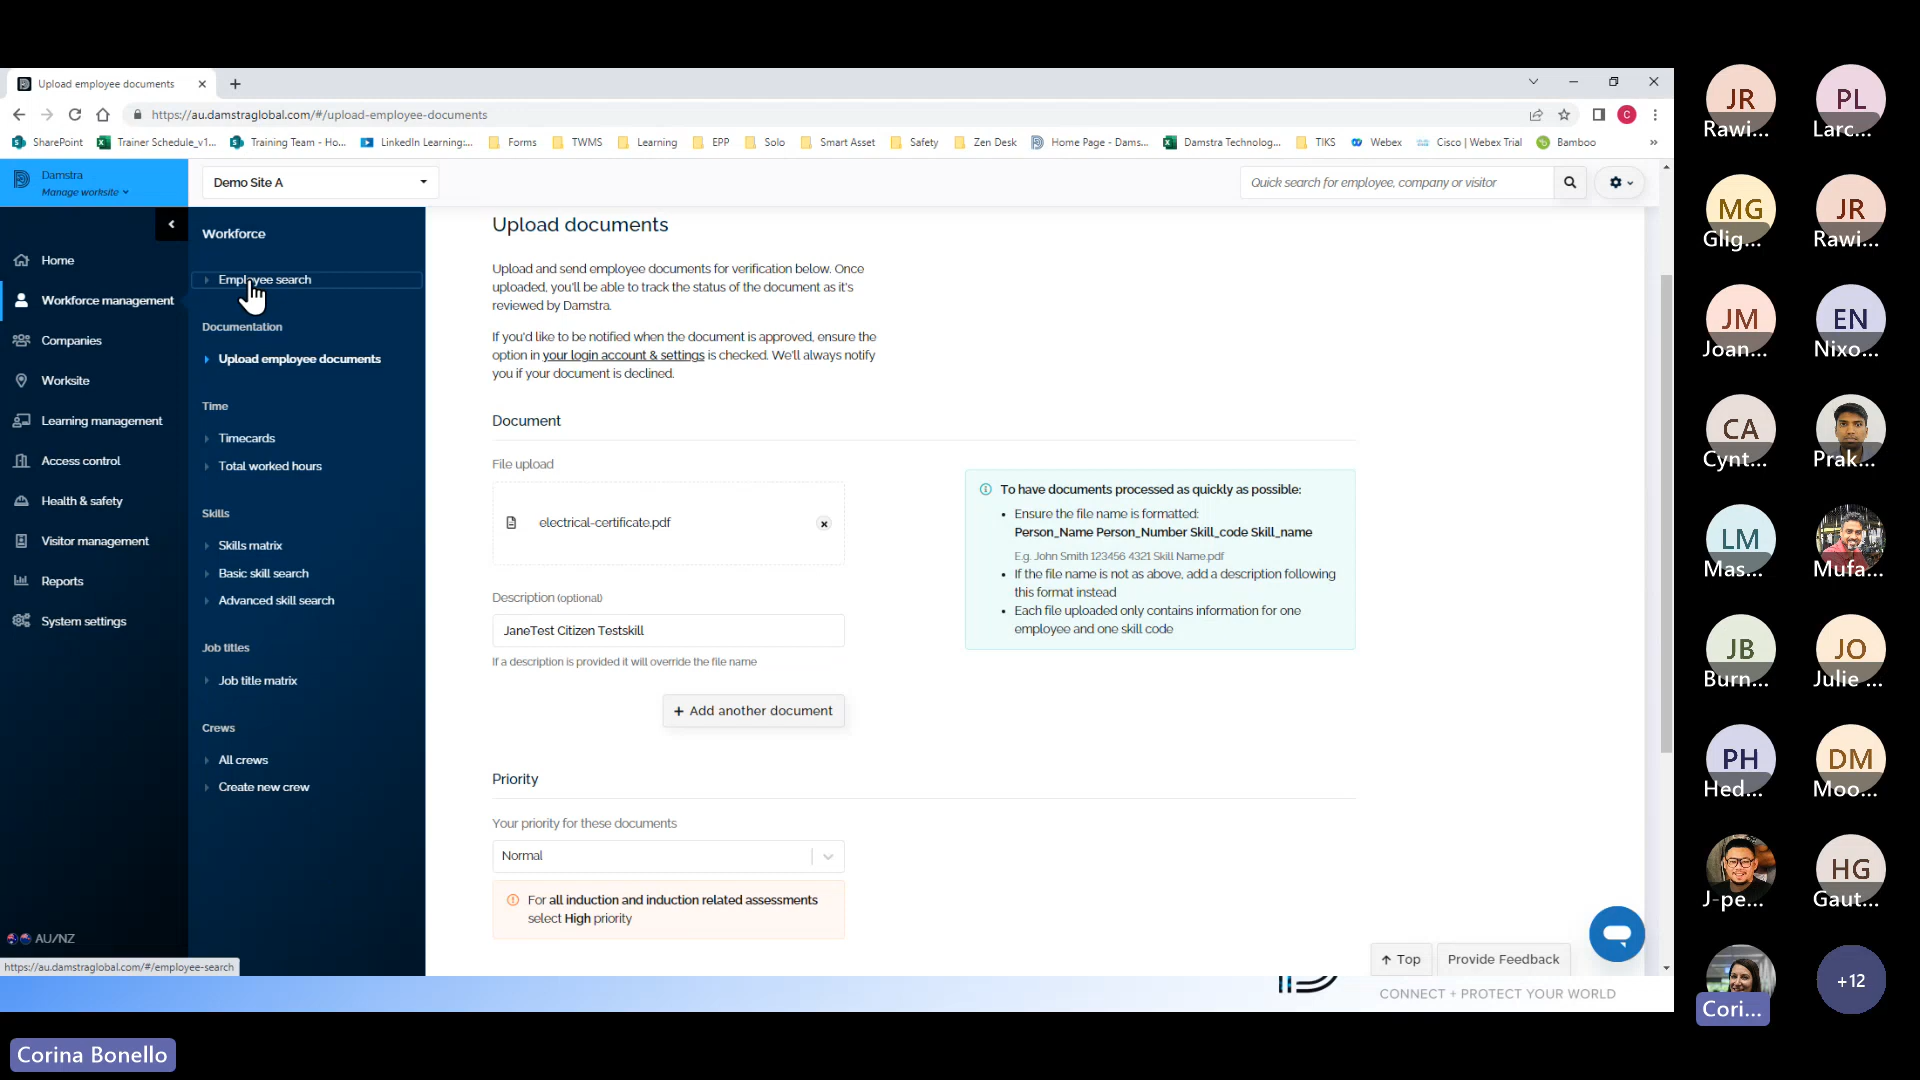 Upload employee documents
https://au.damstraglobal.com/#/upload-employee-documents
SharePoint
Trainer Schedule_v1...
Training Team - Ho...
LinkedIn Learning:...
Forms
TWMS
Learning
EPP
Solo
Smart Asset
Safety
Zen Desk
Home Page - Dams...
Damstra Technolog...
TIKS
Webex
Cisco | Webex Trial
Bamboo
»
Damstra
Manage worksite
Demo Site A
Quick search for employee, company or visitor
Home
Workforce management
Companies
Worksite
Learning management
Access control
Health & safety
Visitor management
Reports
System settings
AU/NZ
https://au.damstraglobal.com/#/employee-search
Workforce
Employee search
Documentation
Upload employee documents
Time
Timecards
Total worked hours
Skills
Skills matrix
Basic skill search
Advanced skill search
Job titles
Job title matrix
Crews
All crews
Create new crew
Upload documents
Upload and send employee documents for verification below. Once
uploaded, you'll be able to track the status of the document as it's
reviewed by Damstra.
If you'd like to be notified when the document is approved, ensure the
option in your login account & settings is checked. We'll always notify
you if your document is declined.
Document
File upload
electrical-certificate.pdf
Description (optional)
JaneTest Citizen Testskill
If a description is provided it will override the file name
+ Add another document
To have documents processed as quickly as possible:
• Ensure the file name is formatted:
Person_Name Person_Number Skill_code Skill_name
E.g. John Smith 123456 4321 Skill Name.pdf
• If the file name is not as above, add a description following
this format instead
• Each file uploaded only contains information for one
employee and one skill code
Priority
Your priority for these documents
Normal
For all induction and induction related assessments
select High priority
Top
Provide Feedback
CONNECT + PROTECT YOUR WORLD
Corina Bonello
C
JR
Rawi...
PL
Larc...
MG
Glig...
JR
Rawi...
JM
Joan...
EN
Nixo...
CA
Cynt...
Prak...
LM
Mas...
Mufa...
JB
Burn...
JO
Julie ...
PH
Hed...
DM
Moo...
J-pe...
HG
Gaut...
Cori...
+12